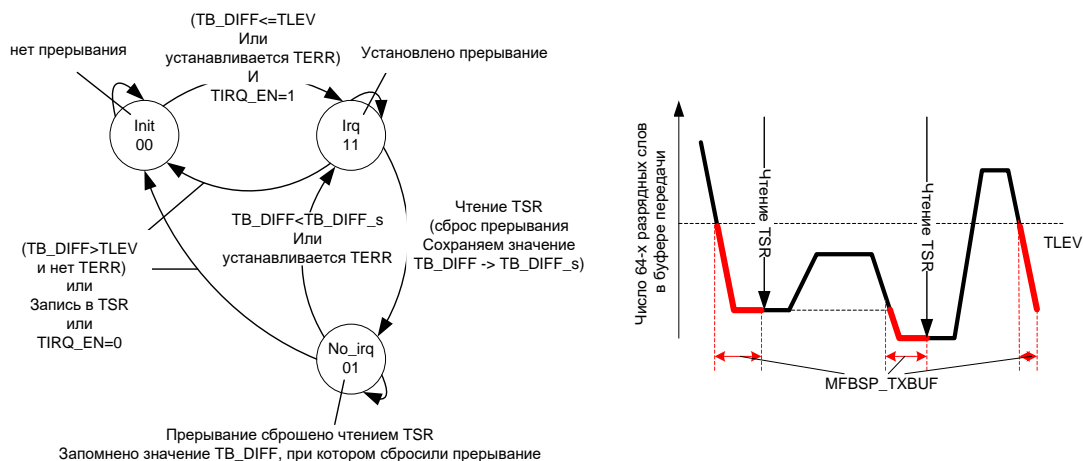 нет прерывания
(TB_DIFF<=TLEV
Или
устанавливается TERR)
И
TIRQ_EN=1
Установлено прерывание
Init
00
Irq
11
TB_DIFF<TB_DIFF_s
Или
устанавливается TERR
Чтение TSR
(сброс прерывания
Сохраняем значение
TB_DIFF -> TB_DIFF_s)
(TB_DIFF>TLEV
и нет TERR)
или
Запись в TSR
или
TIRQ_EN=0
No_irq
01
Прерывание сброшено чтением TSR
Запомнено значение TB_DIFF, при котором сбросили прерывание
Число 64-х разрядных слов
в буфере передачи
Чтение TSR
Чтение TSR
TLEV
MFBSP_TXBUF